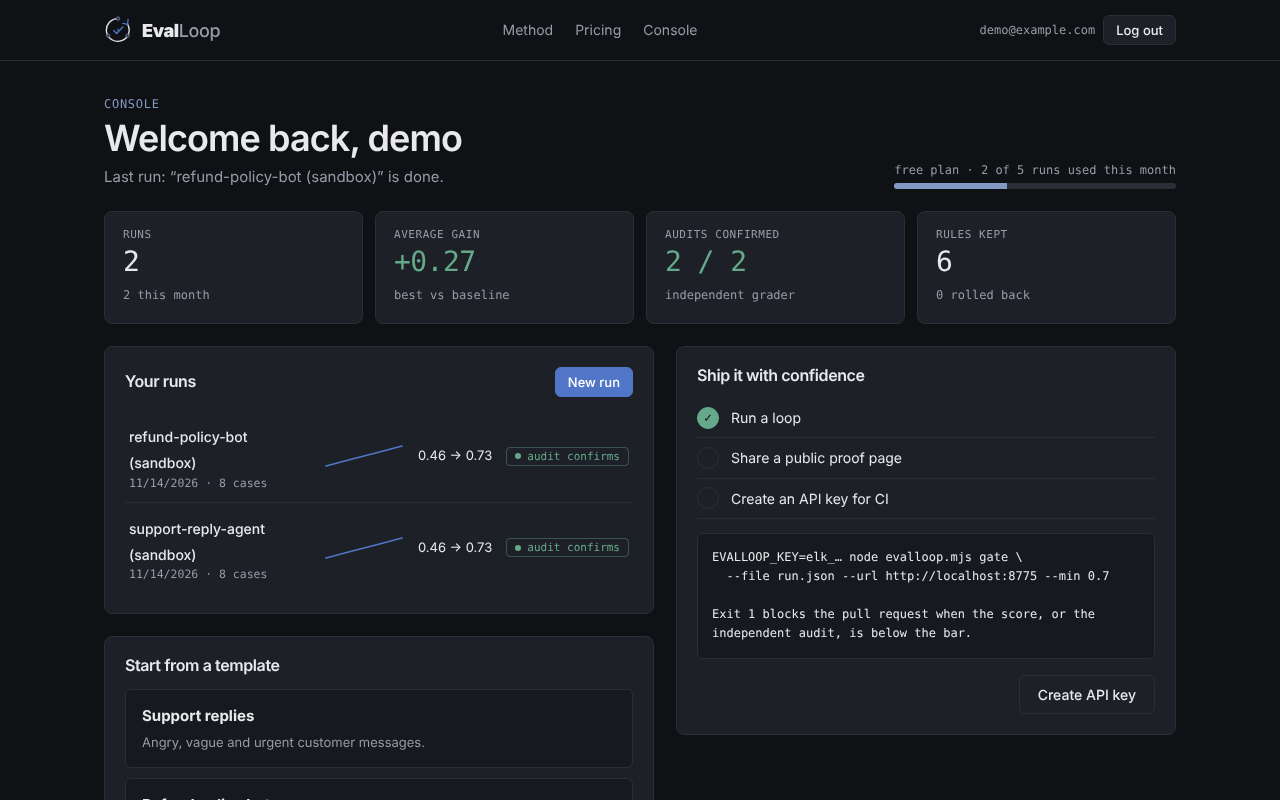 EvalLoop
Method
Pricing
Console
demo@example.com
Log out
CONSOLE
Welcome back, demo
Last run: “refund-policy-bot (sandbox)” is done.
free plan · 2 of 5 runs used this month
RUNS
2
2 this month
AVERAGE GAIN
+0.27
best vs baseline
AUDITS CONFIRMED
2 / 2
independent grader
RULES KEPT
6
0 rolled back
Your runs
New run
refund-policy-bot
(sandbox)
11/14/2026 · 8 cases
0.46 → 0.73
audit confirms
support-reply-agent
(sandbox)
11/14/2026 · 8 cases
0.46 → 0.73
audit confirms
Start from a template
Support replies
Angry, vague and urgent customer messages.
Ship it with confidence
Run a loop
Share a public proof page
Create an API key for CI
EVALLOOP_KEY=elk_… node evalloop.mjs gate \
--file run.json --url http://localhost:8775 --min 0.7
Exit 1 blocks the pull request when the score, or the
independent audit, is below the bar.
Create API key